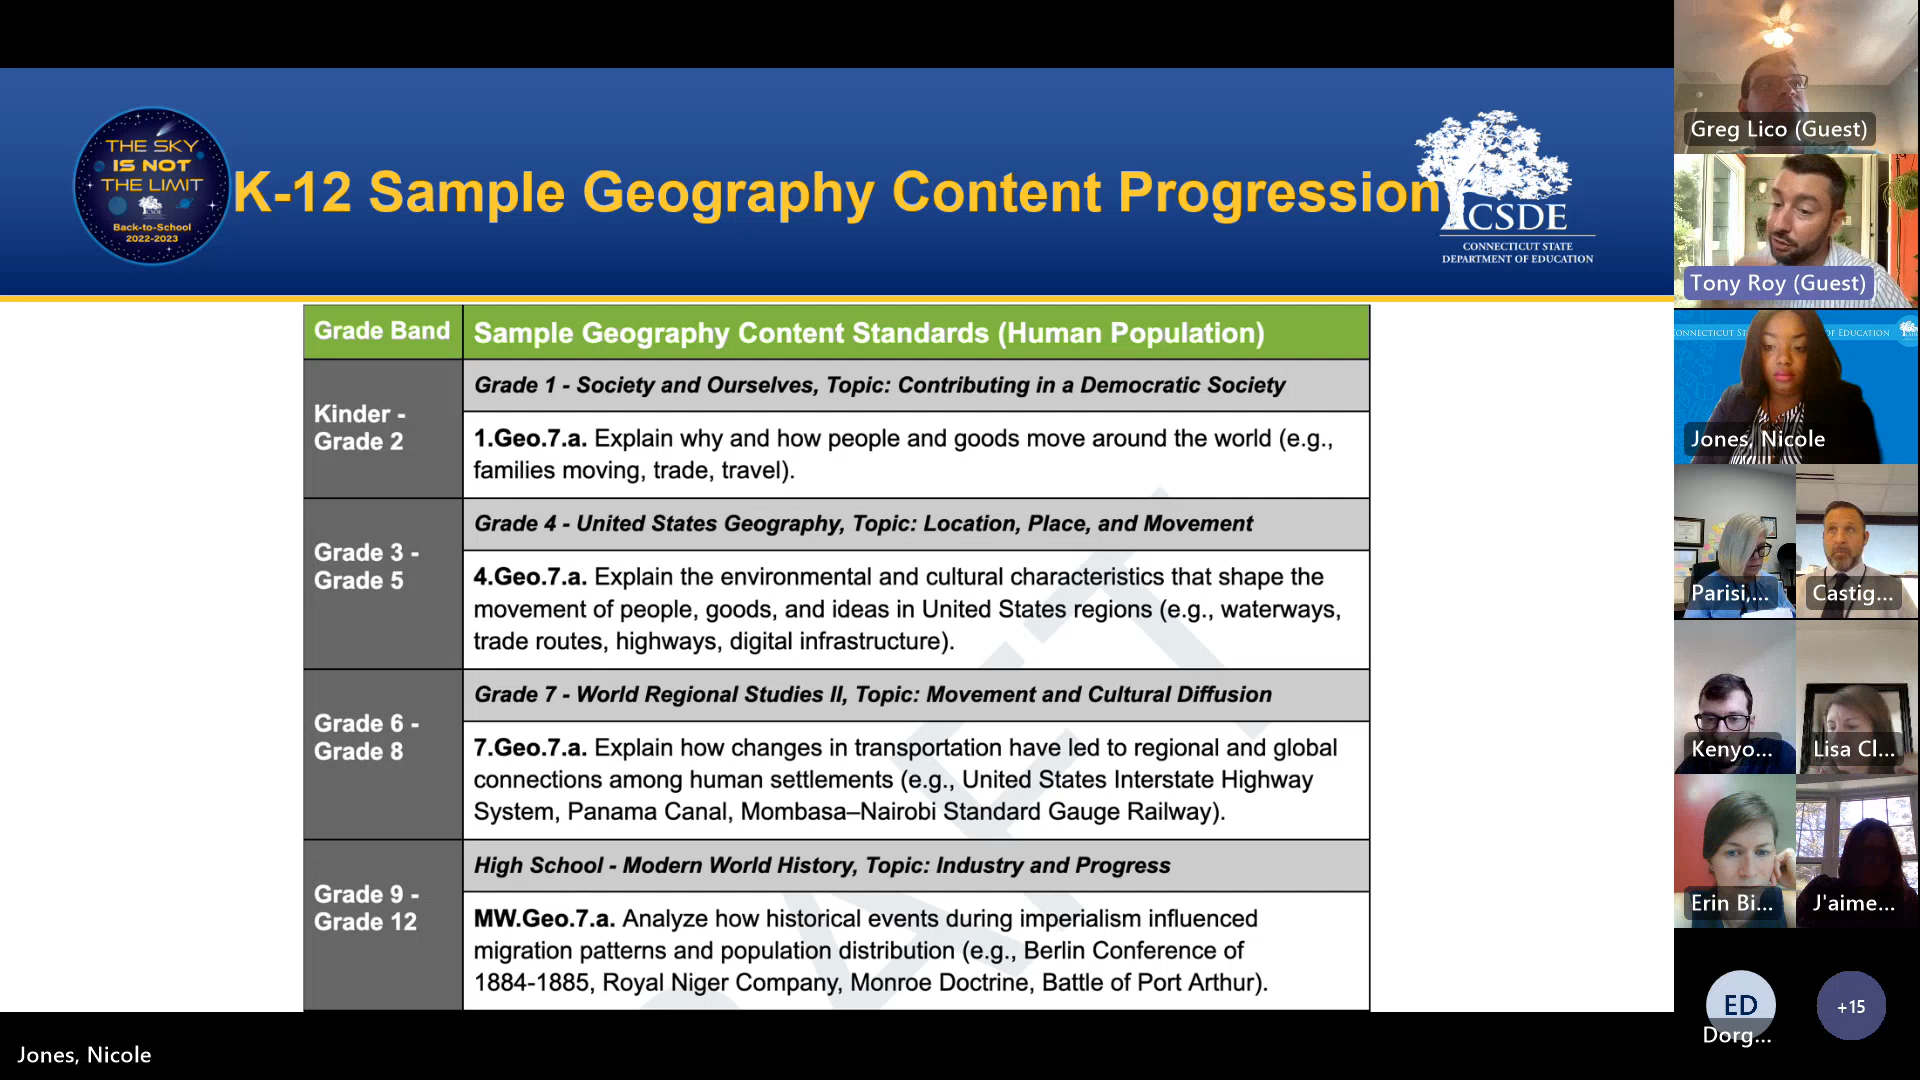 THE SKY
IS NOT
THE LIMIT
CSDE
Back-to-School
2022-2023
K-12 Sample Geography Content Progression
CSDE
CONNECTICUT STATE
DEPARTMENT OF EDUCATION
Grade Band
Sample Geography Content Standards (Human Population)
Kinder -
Grade 2
Grade 1 - Society and Ourselves, Topic: Contributing in a Democratic Society
1.Geo.7.a. Explain why and how people and goods move around the world (e.g.,
families moving, trade, travel).
Grade 3 -
Grade 5
Grade 4 - United States Geography, Topic: Location, Place, and Movement
4.Geo.7.a. Explain the environmental and cultural characteristics that shape the
movement of people, goods, and ideas in United States regions (e.g., waterways,
trade routes, highways, digital infrastructure).
Grade 6 -
Grade 8
Grade 7 - World Regional Studies II, Topic: Movement and Cultural Diffusion
7.Geo.7.a. Explain how changes in transportation have led to regional and global
connections among human settlements (e.g., United States Interstate Highway
System, Panama Canal, Mombasa–Nairobi Standard Gauge Railway).
Grade 9 -
Grade 12
High School - Modern World History, Topic: Industry and Progress
MW.Geo.7.a. Analyze how historical events during imperialism influenced
migration patterns and population distribution (e.g., Berlin Conference of
1884-1885, Royal Niger Company, Monroe Doctrine, Battle of Port Arthur).
Greg Lico (Guest)
Tony Roy (Guest)
Jones, Nicole
Parisi,...
Castig...
Kenyo...
Lisa Cl...
Erin Bi...
J'aime...
ED
Dorg...
+15
Jones, Nicole